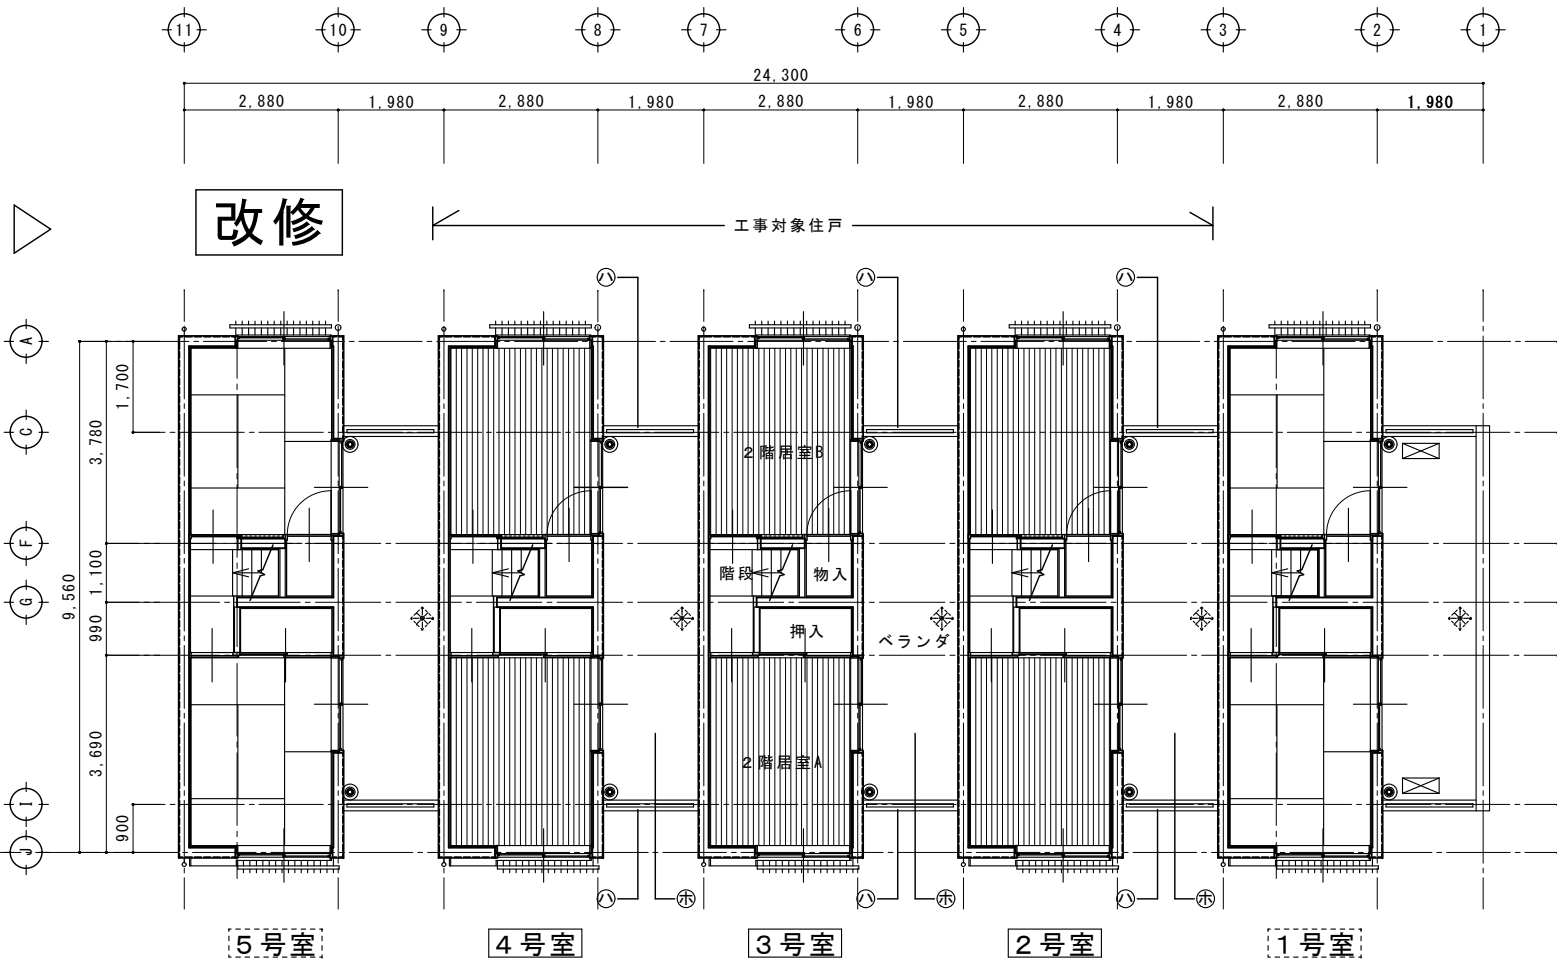 11 10 9 8 7 6 5 4 3 2 1
24,300
2,880 1,980 2,880 1,980 2,880 1,980 2,880 1,980 2,880 1,980
改修
工事対象住戸
ハ ハ ハ
A
1,700
C
3,780
2階居室B
F
1,100
階段 物入
9,560
G
990
押入
ベランダ
3,690
2階居室A
I
900
J
ハ ホ ハ ホ ハ ホ
5号室 4号室 3号室 2号室 1号室